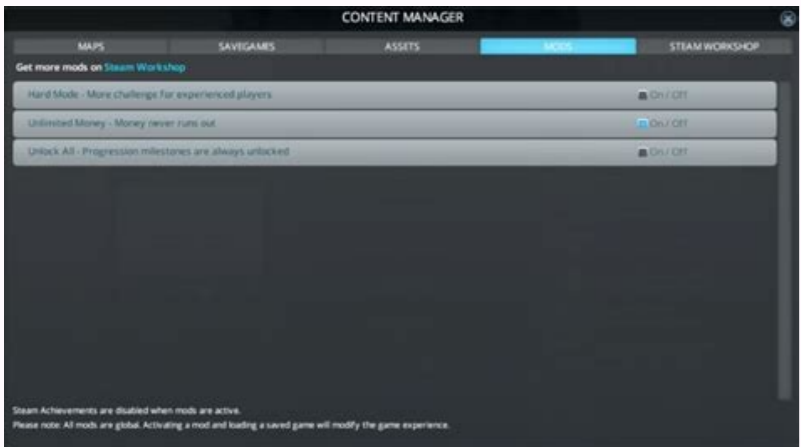 CONTENT MANAGER
MAPS SAVEGAMES ASSETS MODS STEAM WORKSHOP
Get more mods on Steam Workshop
Hard Mode - More challenge for experienced players On / Off
Unlimited Money - Money never runs out On / Off
Unlock All - Progression milestones are always unlocked On / Off
Steam Achievements are disabled when mods are active.
Please note: All mods are global. Activating a mod and loading a saved game will modify the game experience.